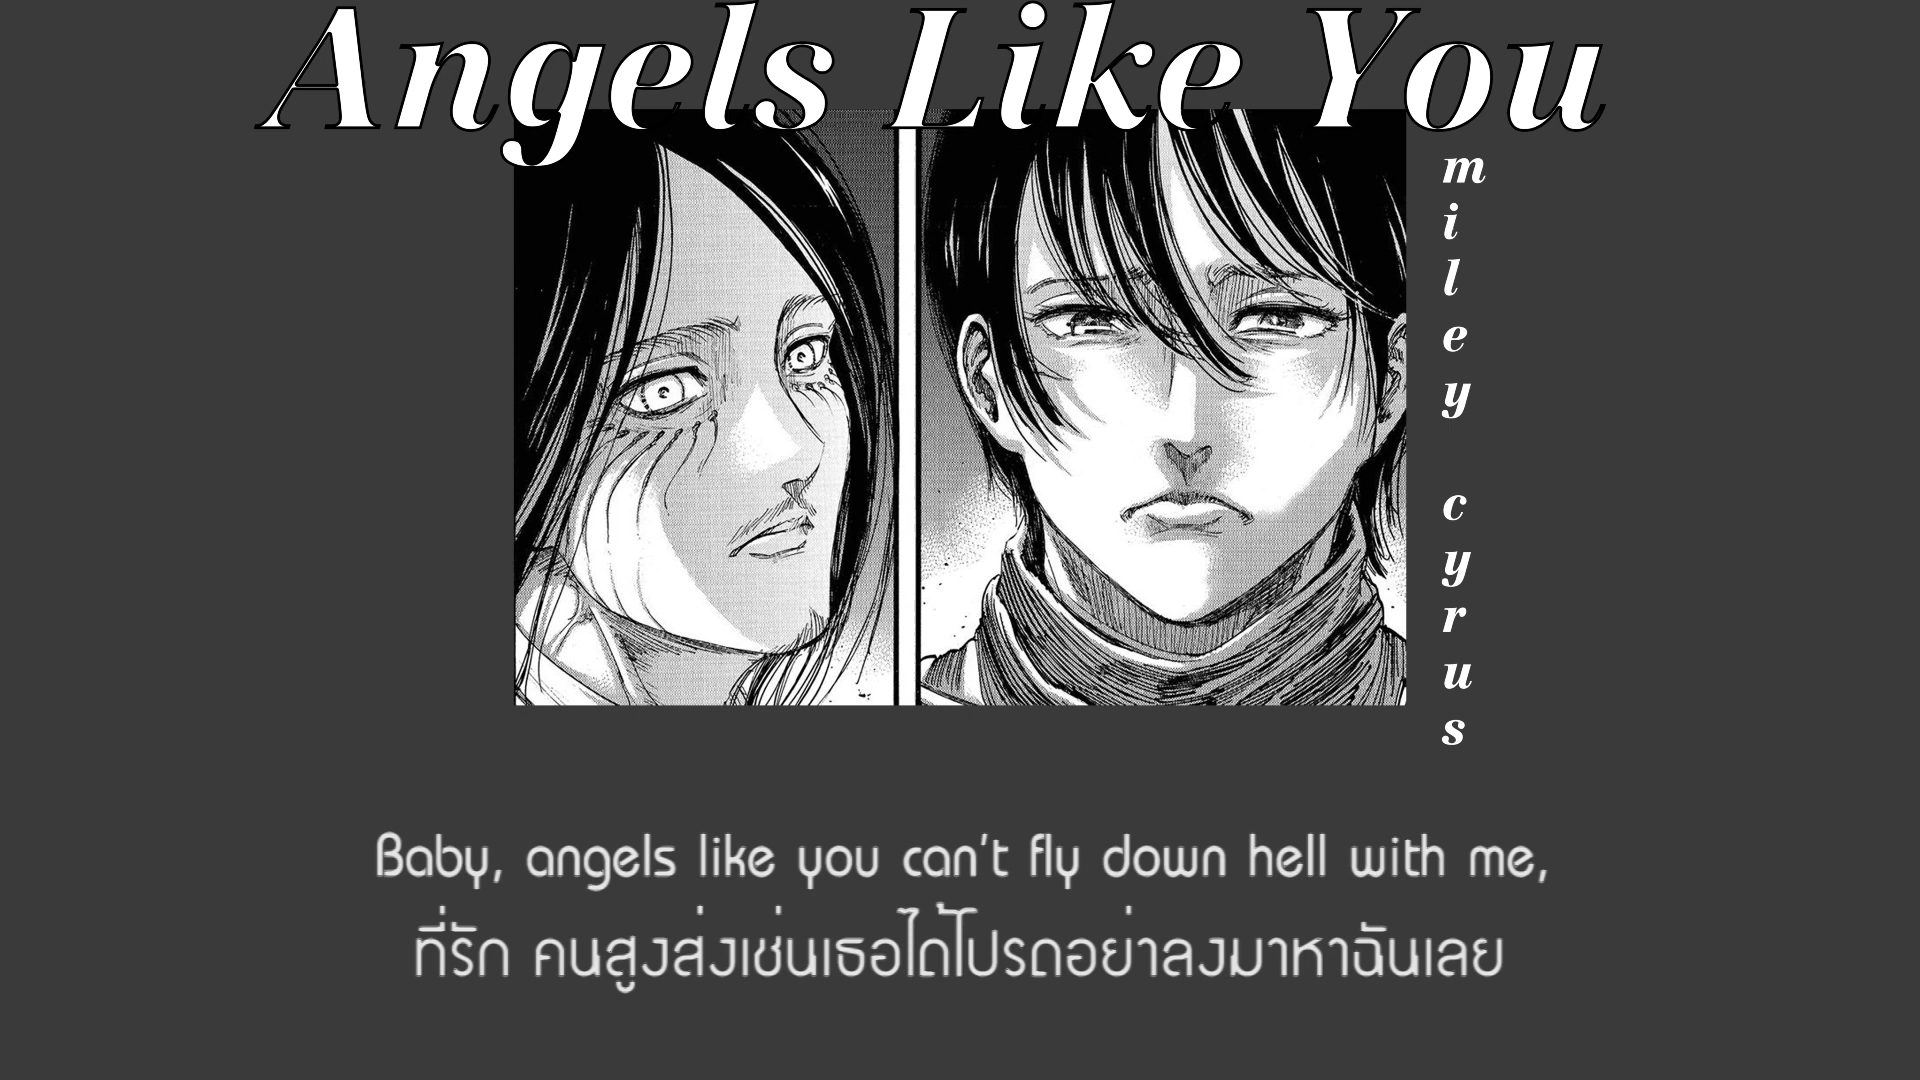 Angels Like You
miley cyrus
Baby, angels like you can't fly down hell with me,
ที่รัก คนสูงส่งเช่นเธอได้โปรดอย่าลงมาหาฉันเลย